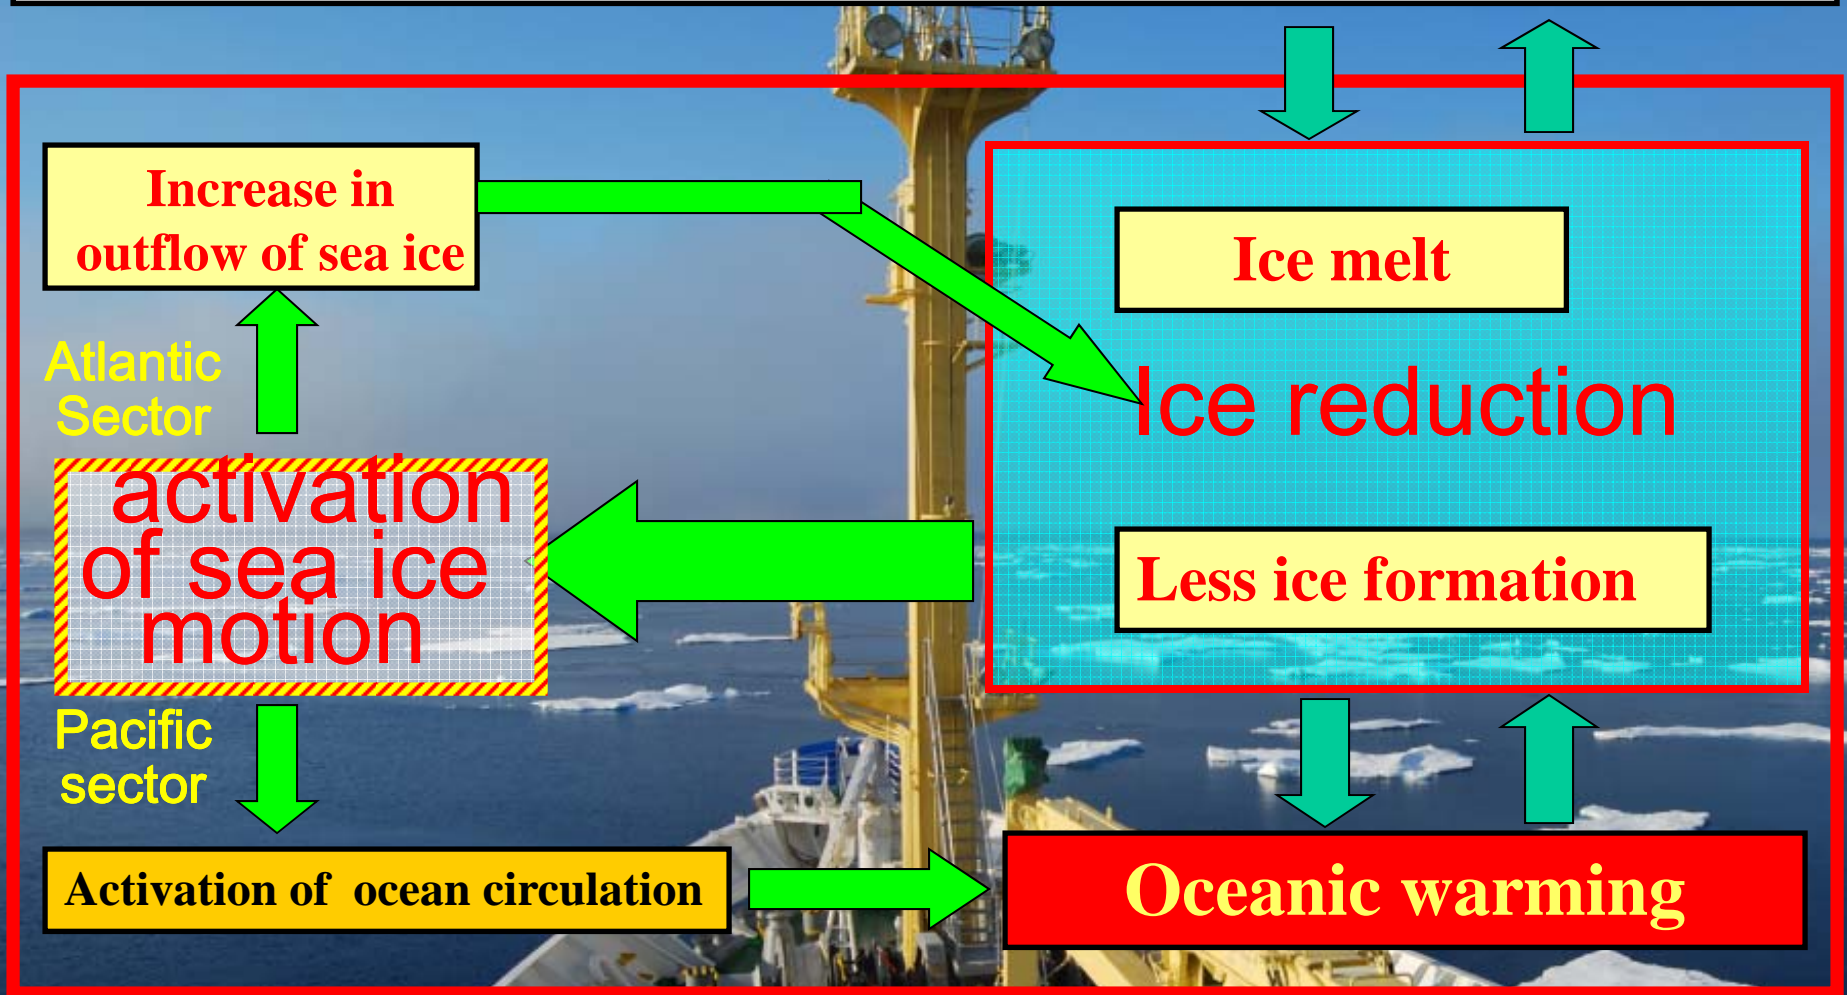 Increase in
outflow of sea ice
Ice melt
Atlantic
Sector
Ice reduction
activation
of sea ice
motion
Less ice formation
Pacific
sector
Activation of ocean circulation
Oceanic warming